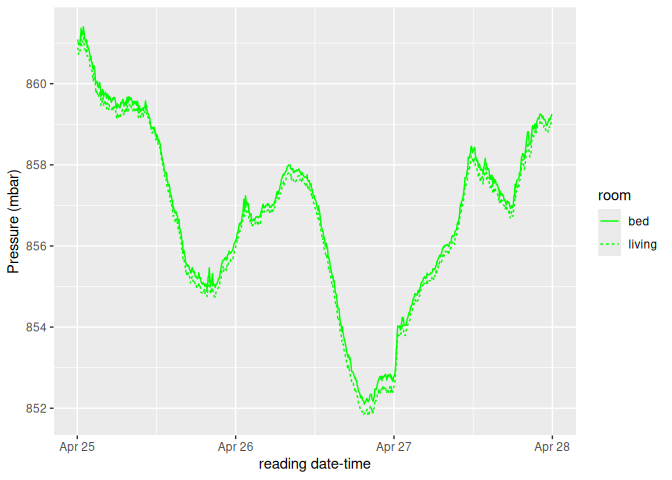 860
858
856
854
852
Pressure (mbar)
Apr 25
Apr 26
Apr 27
Apr 28
reading date-time
room
bed
living